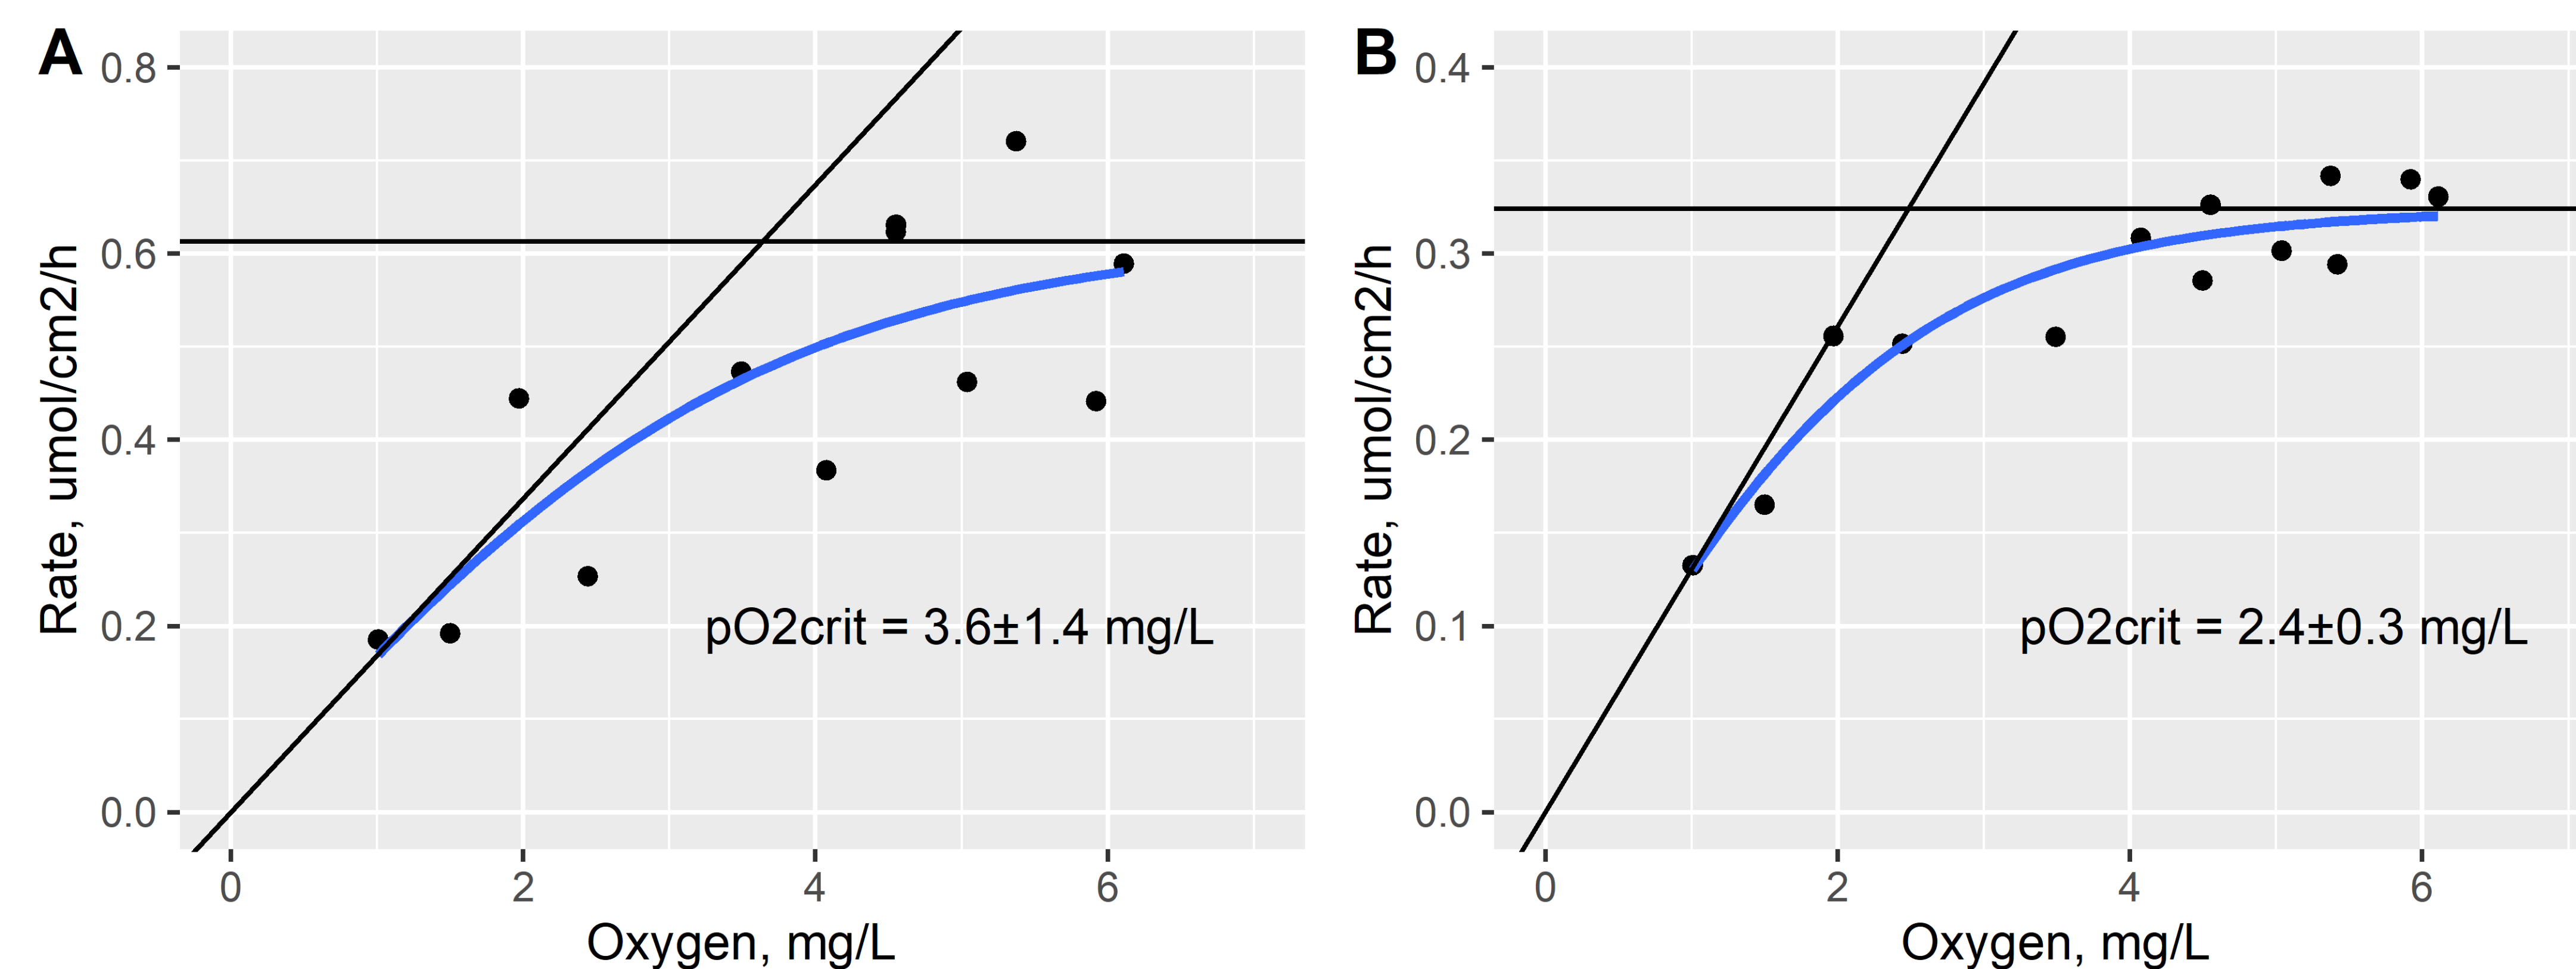 A
0.8
0.6
0.4
0.2
0.0
Rate, umol/cm2/h
pO2crit = 3.6±1.4 mg/L
0 2 4 6
Oxygen, mg/L
B
0.4
0.3
0.2
0.1
0.0
Rate, umol/cm2/h
pO2crit = 2.4±0.3 mg/L
0 2 4 6
Oxygen, mg/L